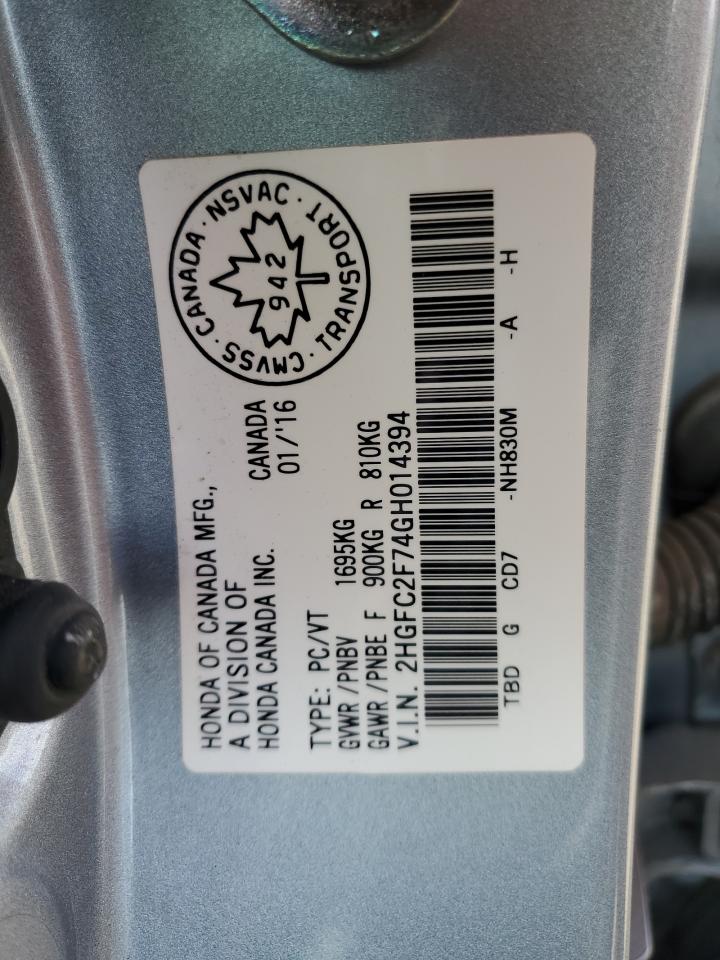 HONDA OF CANADA MFG.,
A DIVISION OF
HONDA CANADA INC.
CANADA
01/'16
CMVSS · CANADA · NSVAC · TRANSPORT
942
TYPE: PC/VT
GVWR /PNBV 1695KG
GAWR /PNBE F 900KG R 810KG
V.I.N. 2HGFC2F74GH014394
TBD G CD7 -NH830M -A -H